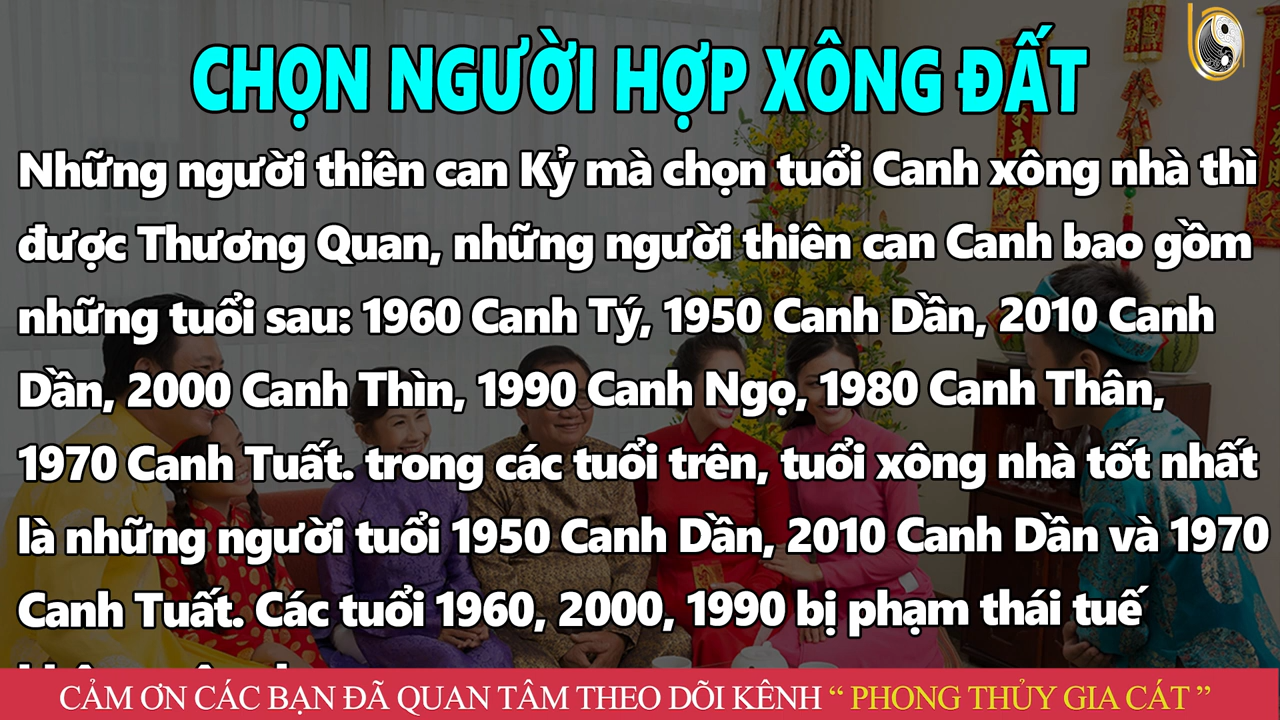 CHỌN NGƯỜI HỢP XÔNG ĐẤT
Những người thiên can Kỷ mà chọn tuổi Canh xông nhà thì
được Thương Quan, những người thiên can Canh bao gồm
những tuổi sau: 1960 Canh Tý, 1950 Canh Dần, 2010 Canh
Dần, 2000 Canh Thìn, 1990 Canh Ngọ, 1980 Canh Thân,
1970 Canh Tuất. trong các tuổi trên, tuổi xông nhà tốt nhất
là những người tuổi 1950 Canh Dần, 2010 Canh Dần và 1970
Canh Tuất. Các tuổi 1960, 2000, 1990 bị phạm thái tuế
CẢM ƠN CÁC BẠN ĐÃ QUAN TÂM THEO DÕI KÊNH “ PHONG THỦY GIA CÁT ”